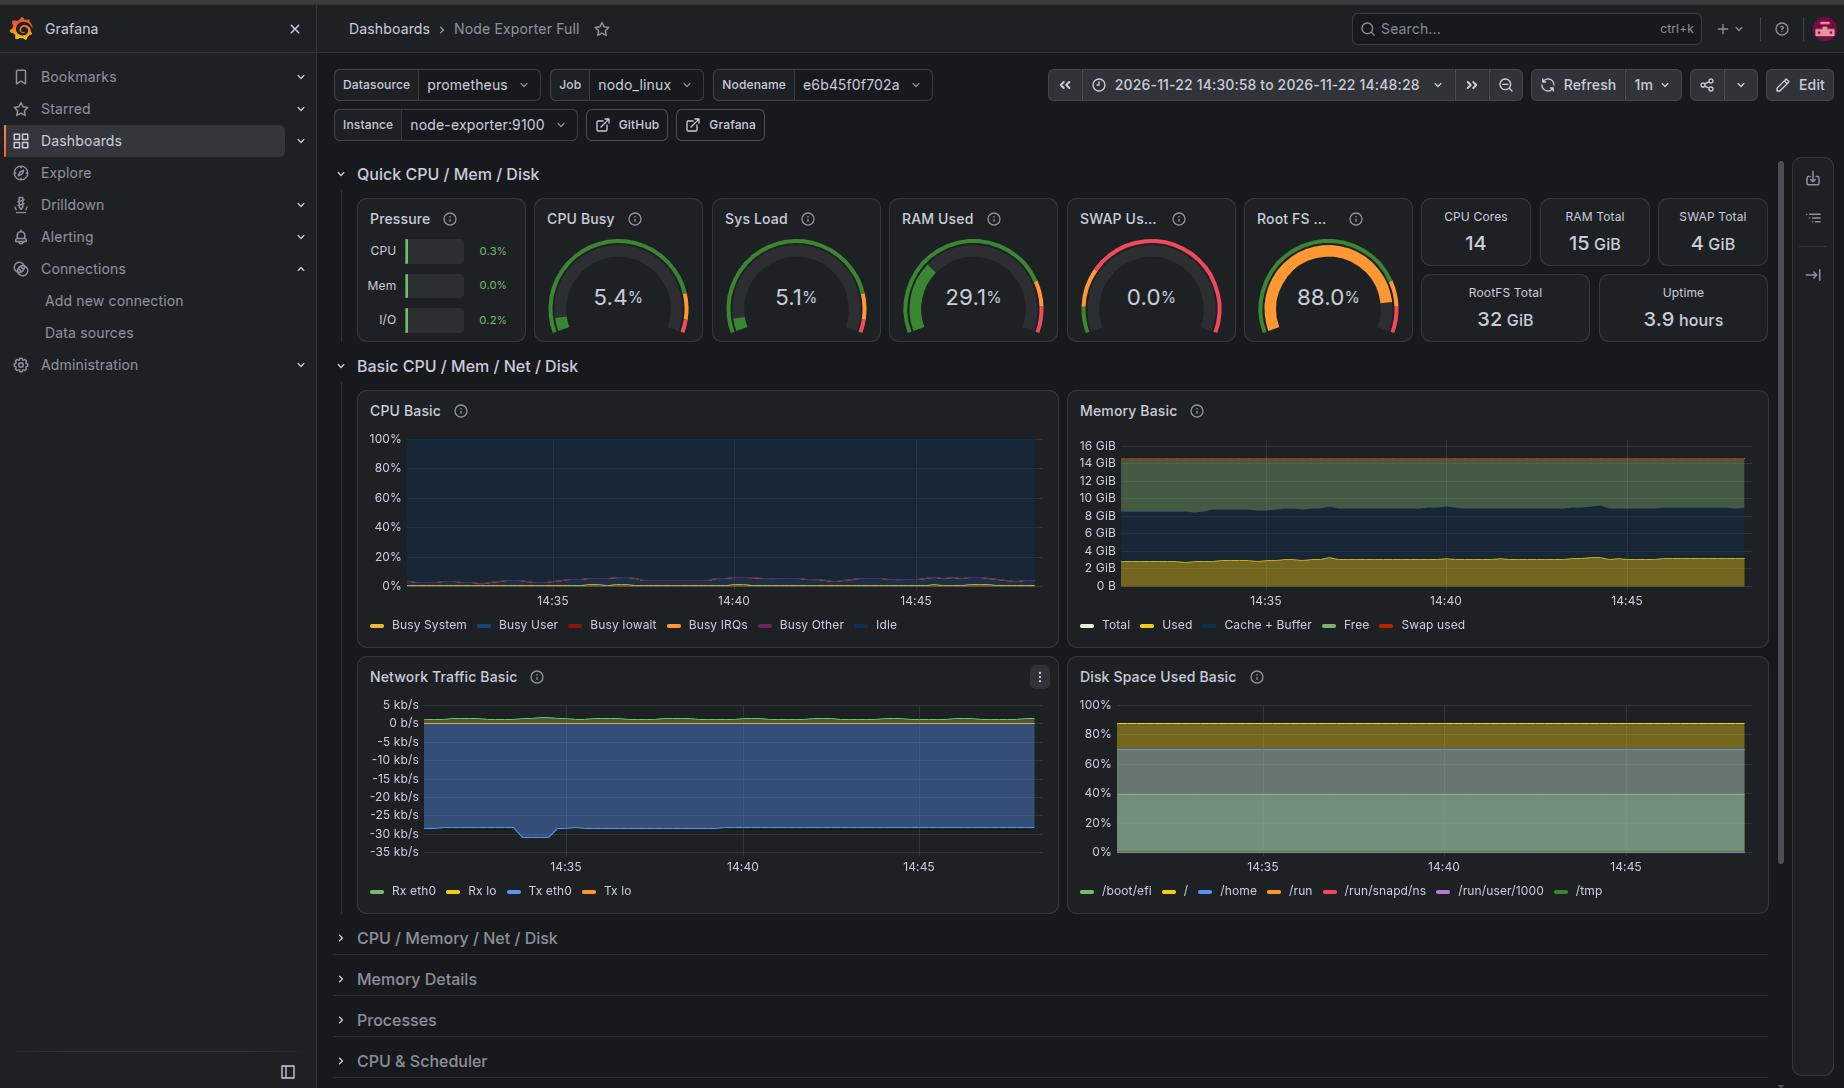 Grafana
Dashboards › Node Exporter Full
Search...
ctrl+k
Bookmarks
Starred
Dashboards
Explore
Drilldown
Alerting
Connections
Add new connection
Data sources
Administration
Datasource prometheus
Job nodo_linux
Nodename e6b45f0f702a
2026-11-22 14:30:58 to 2026-11-22 14:48:28
Refresh 1m
Edit
Instance node-exporter:9100
GitHub
Grafana
Quick CPU / Mem / Disk
Pressure
CPU 0.3%
Mem 0.0%
I/O 0.2%
CPU Busy
5.4%
Sys Load
5.1%
RAM Used
29.1%
SWAP Us...
0.0%
Root FS ...
88.0%
CPU Cores
14
RAM Total
15 GiB
SWAP Total
4 GiB
RootFS Total
32 GiB
Uptime
3.9 hours
Basic CPU / Mem / Net / Disk
CPU Basic
100%
80%
60%
40%
20%
0%
14:35 14:40 14:45
Busy System Busy User Busy Iowait Busy IRQs Busy Other Idle
Memory Basic
16 GiB
14 GiB
12 GiB
10 GiB
8 GiB
6 GiB
4 GiB
2 GiB
0 B
14:35 14:40 14:45
Total Used Cache + Buffer Free Swap used
Network Traffic Basic
5 kb/s
0 b/s
-5 kb/s
-10 kb/s
-15 kb/s
-20 kb/s
-25 kb/s
-30 kb/s
-35 kb/s
14:35 14:40 14:45
Rx eth0 Rx lo Tx eth0 Tx lo
Disk Space Used Basic
100%
80%
60%
40%
20%
0%
14:35 14:40 14:45
/boot/efi / /home /run /run/snapd/ns /run/user/1000 /tmp
CPU / Memory / Net / Disk
Memory Details
Processes
CPU & Scheduler